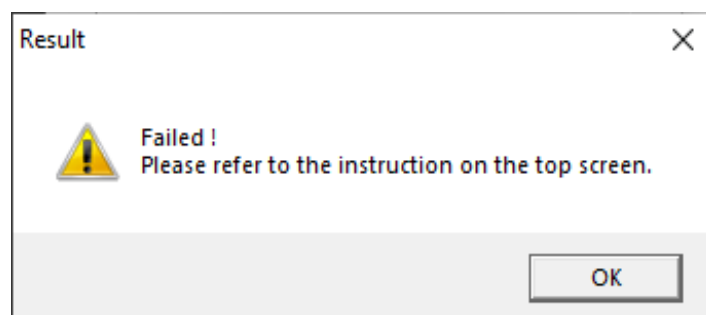 Result
Failed !
Please refer to the instruction on the top screen.
OK